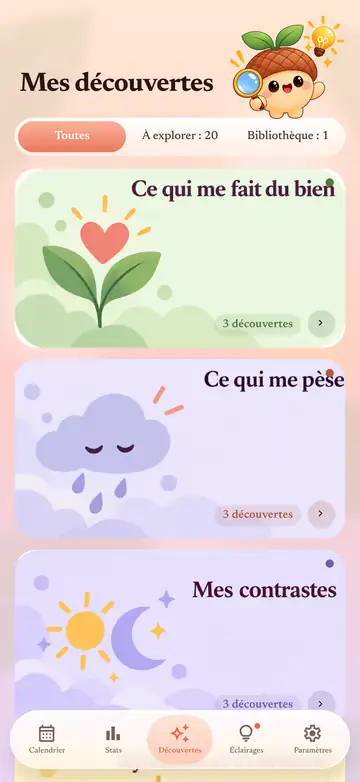 Mes découvertes
Toutes
À explorer : 20
Bibliothèque : 1
Ce qui me fait du bien
3 découvertes
Ce qui me pèse
3 découvertes
Mes contrastes
3 découvertes
Calendrier
Stats
Découvertes
Éclairages
Paramètres